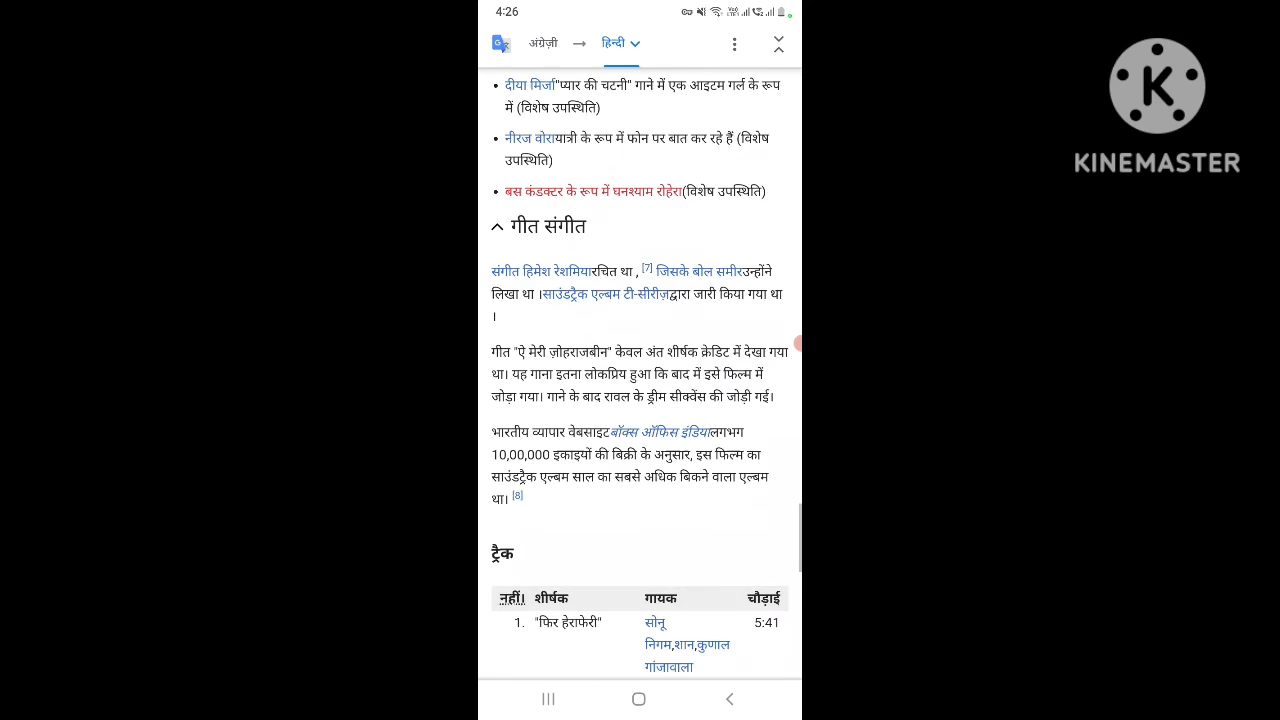 4:26
अंग्रेज़ी → हिन्दी
• दीया मिर्जा"प्यार की चटनी" गाने में एक आइटम गर्ल के रूप
में (विशेष उपस्थिति)
• नीरज वोरायात्री के रूप में फोन पर बात कर रहे हैं (विशेष
उपस्थिति)
• बस कंडक्टर के रूप में घनश्याम रोहेरा(विशेष उपस्थिति)
गीत संगीत
संगीत हिमेश रेशमियारचित था , [7] जिसके बोल समीरउन्होंने
लिखा था ।साउंडट्रैक एल्बम टी-सीरीज़द्वारा जारी किया गया था
।
गीत "ऐ मेरी ज़ोहराजबीन" केवल अंत शीर्षक क्रेडिट में देखा गया
था। यह गाना इतना लोकप्रिय हुआ कि बाद में इसे फिल्म में
जोड़ा गया। गाने के बाद रावल के ड्रीम सीक्वेंस की जोड़ी गई।
भारतीय व्यापार वेबसाइटबॉक्स ऑफिस इंडियालगभग
10,00,000 इकाइयों की बिक्री के अनुसार, इस फिल्म का
साउंडट्रैक एल्बम साल का सबसे अधिक बिकने वाला एल्बम
था। [8]
ट्रैक
नहीं। शीर्षक गायक चौड़ाई
1. "फिर हेराफेरी" सोनू 5:41
निगम,शान,कुणाल
गांजावाला
K
KINEMASTER